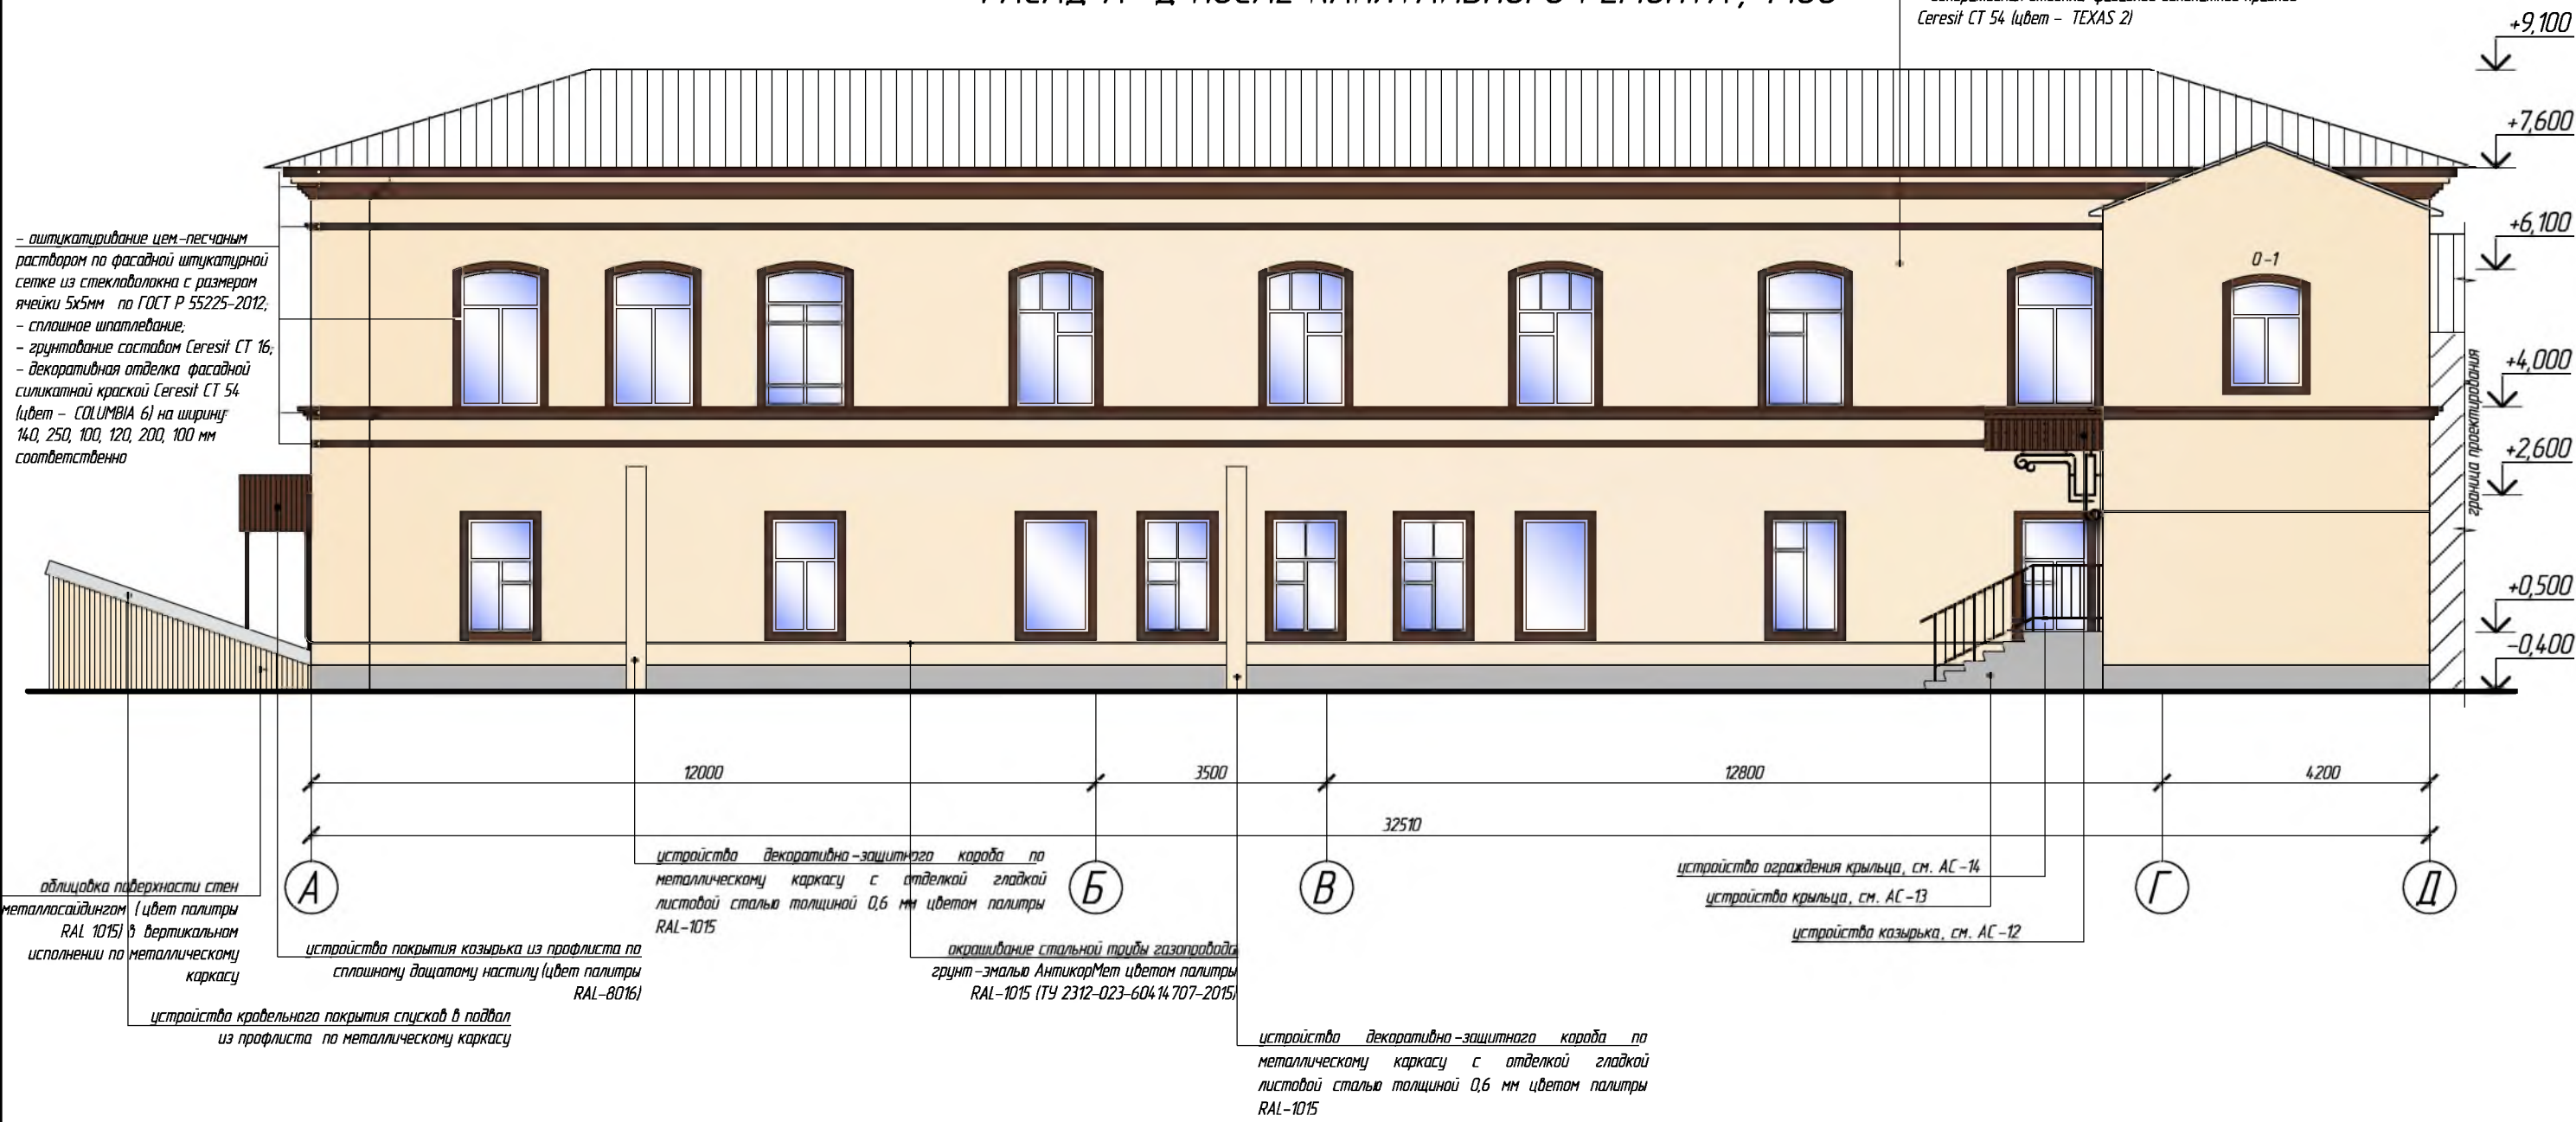 ФАСАД А-Д ПОСЛЕ КАПИТАЛЬНОГО РЕМОНТА, 1:100
Ceresit CT 54 (цвет - TEXAS 2)
+9,100
+7,600
+6,100
+4,000
+2,600
+0,500
-0,400
граница проектирования
О-1
- оштукатуривание цем.-песчаным
раствором по фасадной штукатурной
сетке из стекловолокна с размером
ячейки 5х5мм по ГОСТ Р 55225-2012;
- сплошное шпатлевание;
- грунтование составом Ceresit CT 16;
- декоративная отделка фасадной
силикатной краской Ceresit CT 54
(цвет - COLUMBIA 6) на ширину:
140, 250, 100, 120, 200, 100 мм
соответственно
12000
3500
12800
4200
32510
А
Б
В
Г
Д
облицовка поверхности стен
металлосайдингом (цвет палитры
RAL 1015) в вертикальном
исполнении по металлическому
каркасу
устройство покрытия козырька из профлиста по
сплошному дощатому настилу (цвет палитры
RAL-8016)
устройство кровельного покрытия спусков в подвал
из профлиста по металлическому каркасу
устройство декоративно-защитного короба по
металлическому каркасу с отделкой гладкой
листовой сталью толщиной 0,6 мм цветом палитры
RAL-1015
окрашивание стальной трубы газопровода
грунт-эмалью АнтикорМет цветом палитры
RAL-1015 (ТУ 2312-023-60414707-2015)
устройство декоративно-защитного короба по
металлическому каркасу с отделкой гладкой
листовой сталью толщиной 0,6 мм цветом палитры
RAL-1015
устройство ограждения крыльца, см. АС-14
устройство крыльца, см. АС-13
устройство козырька, см. АС-12